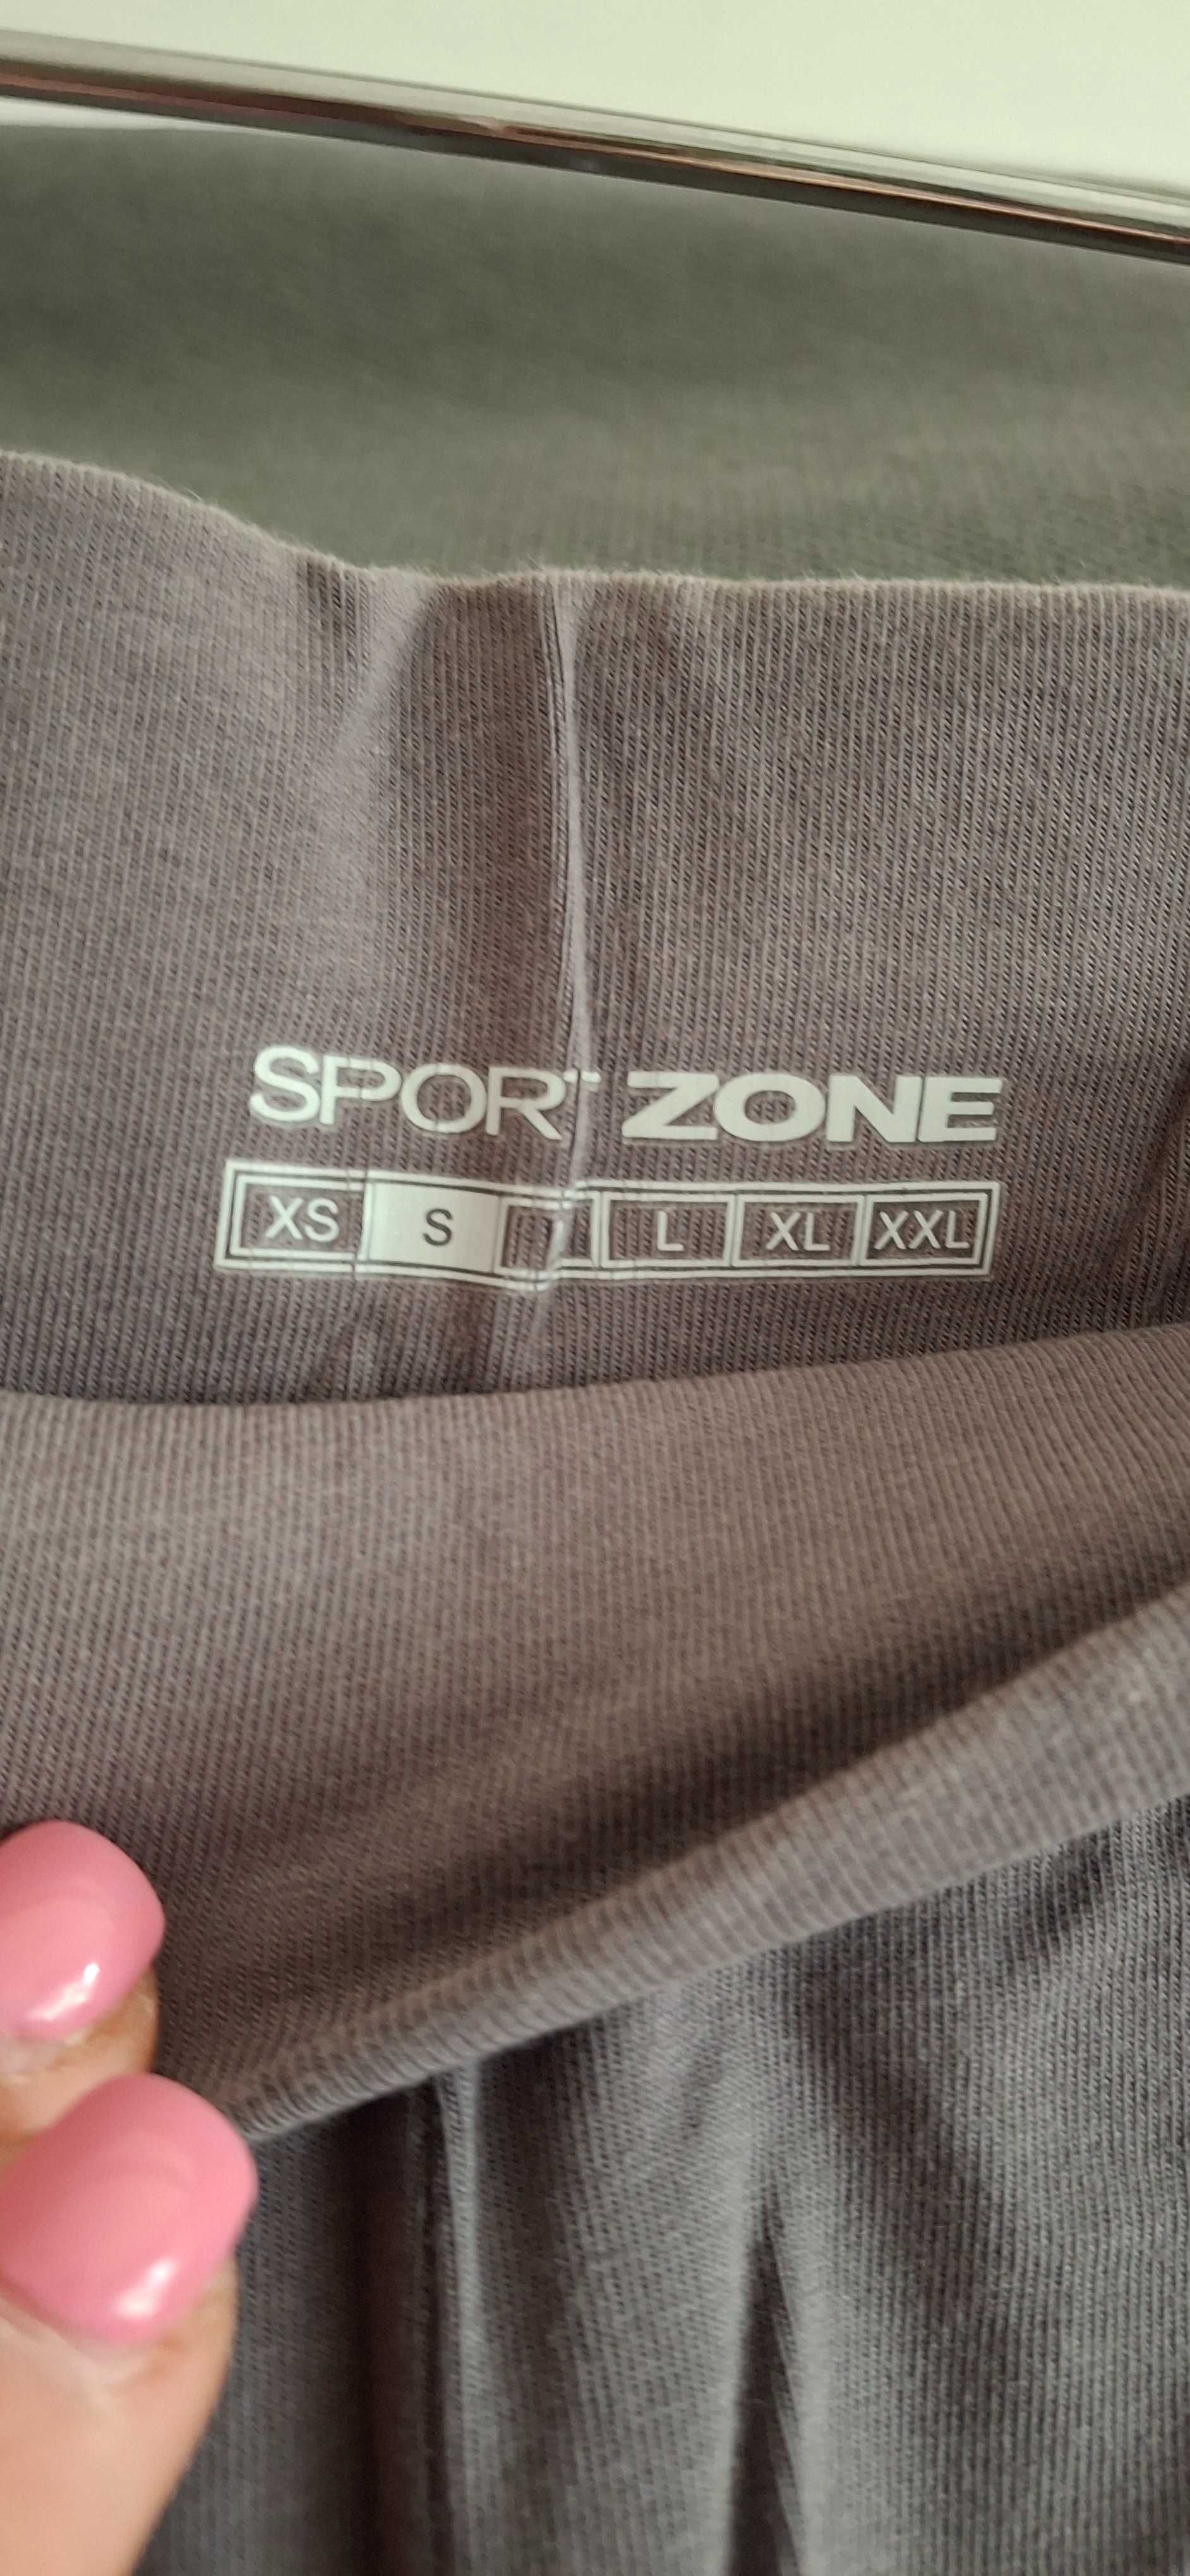 SPORT ZONE
XS S L XL XXL